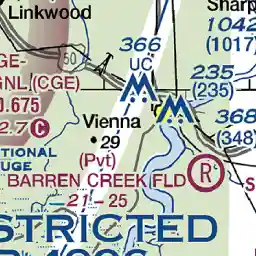 Linkwood
Sharp
1042
(1017)
366
UC
GE-
GNL (CGE)
0.675
2.7 C
50
235
(235)
368
(348)
Vienna
29
(Pvt)
TIONAL
UGE
BARREN CREEK FLD
R
S
21 - 25
STRICTED